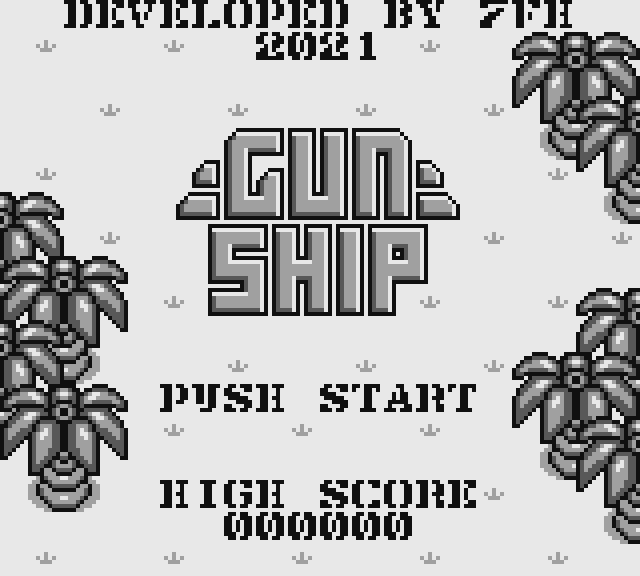 DEVELOPED BY 7FH
2021
GUN
SHIP
PUSH START
HIGH SCORE
000000